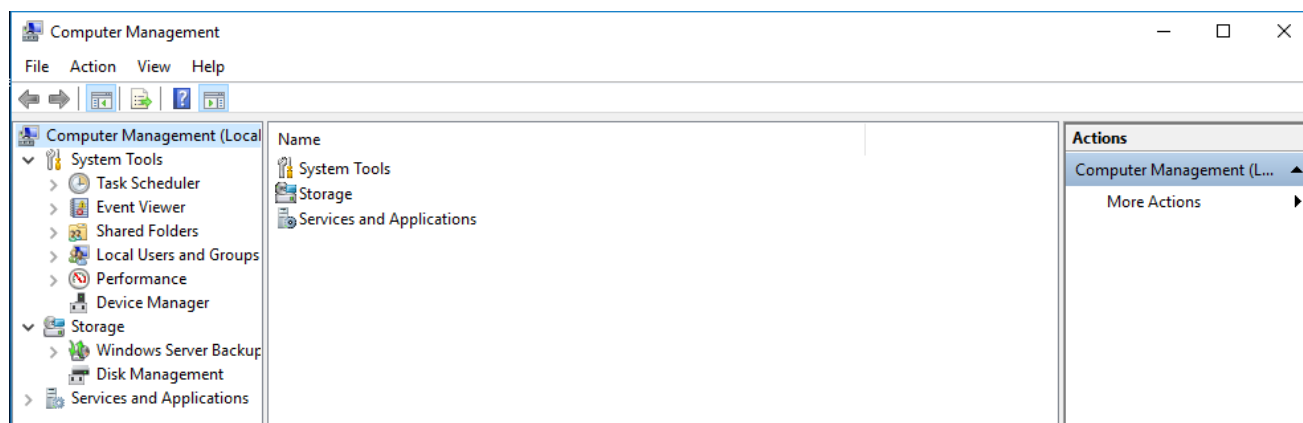 Computer Management
File Action View Help
Computer Management (Local
System Tools
Task Scheduler
Event Viewer
Shared Folders
Local Users and Groups
Performance
Device Manager
Storage
Windows Server Backup
Disk Management
Services and Applications
Name
System Tools
Storage
Services and Applications
Actions
Computer Management (L...
More Actions